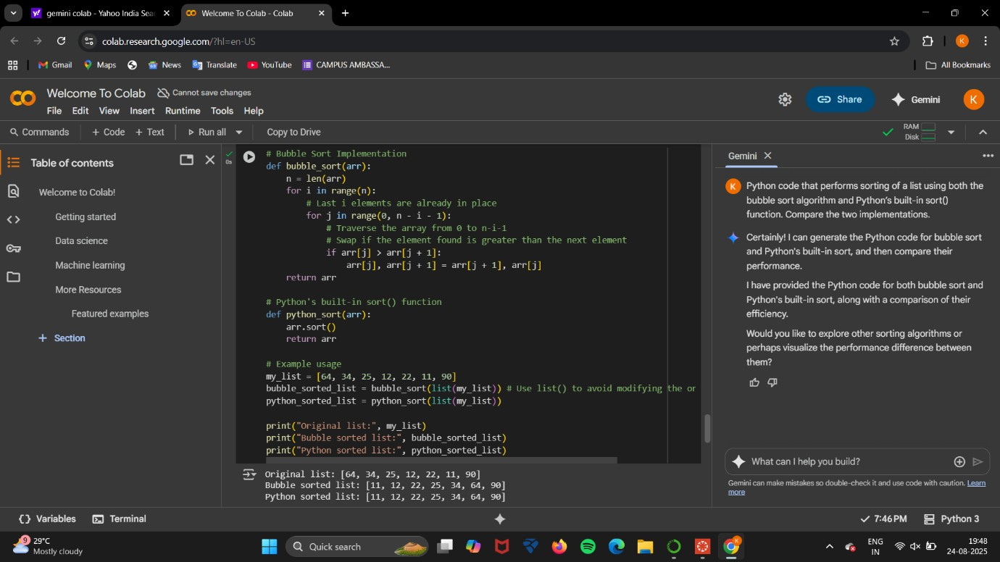 gemini colab - Yahoo India Sea
Welcome To Colab - Colab
colab.research.google.com/?hl=en-US
K
Gmail
Maps
News
Translate
YouTube
CAMPUS AMBASSA...
All Bookmarks
Welcome To Colab
Cannot save changes
File Edit View Insert Runtime Tools Help
Share
Gemini
K
Commands
+ Code + Text
Run all
Copy to Drive
RAM
Disk
Table of contents
Welcome to Colab!
Getting started
Data science
Machine learning
More Resources
Featured examples
+ Section
0s
# Bubble Sort Implementation
def bubble_sort(arr):
    n = len(arr)
    for i in range(n):
        # Last i elements are already in place
        for j in range(0, n - i - 1):
            # Traverse the array from 0 to n-i-1
            # Swap if the element found is greater than the next element
            if arr[j] > arr[j + 1]:
                arr[j], arr[j + 1] = arr[j + 1], arr[j]
    return arr
# Python's built-in sort() function
def python_sort(arr):
    arr.sort()
    return arr
# Example usage
my_list = [64, 34, 25, 12, 22, 11, 90]
bubble_sorted_list = bubble_sort(list(my_list)) # Use list() to avoid modifying the or
python_sorted_list = python_sort(list(my_list))
print("Original list:", my_list)
print("Bubble sorted list:", bubble_sorted_list)
print("Python sorted list:", python_sorted_list)
Original list: [64, 34, 25, 12, 22, 11, 90]
Bubble sorted list: [11, 12, 22, 25, 34, 64, 90]
Python sorted list: [11, 12, 22, 25, 34, 64, 90]
Gemini
K
Python code that performs sorting of a list using both the
bubble sort algorithm and Python's built-in sort()
function. Compare the two implementations.
Certainly! I can generate the Python code for bubble sort
and Python's built-in sort, and then compare their
performance.
I have provided the Python code for both bubble sort and
Python's built-in sort, along with a comparison of their
efficiency.
Would you like to explore other sorting algorithms or
perhaps visualize the performance difference between
them?
What can I help you build?
Gemini can make mistakes so double-check it and use code with caution. Learn
more
Variables
Terminal
7:46 PM
Python 3
9
29°C
Mostly cloudy
Quick search
K
ENG
IN
19:48
24-08-2025